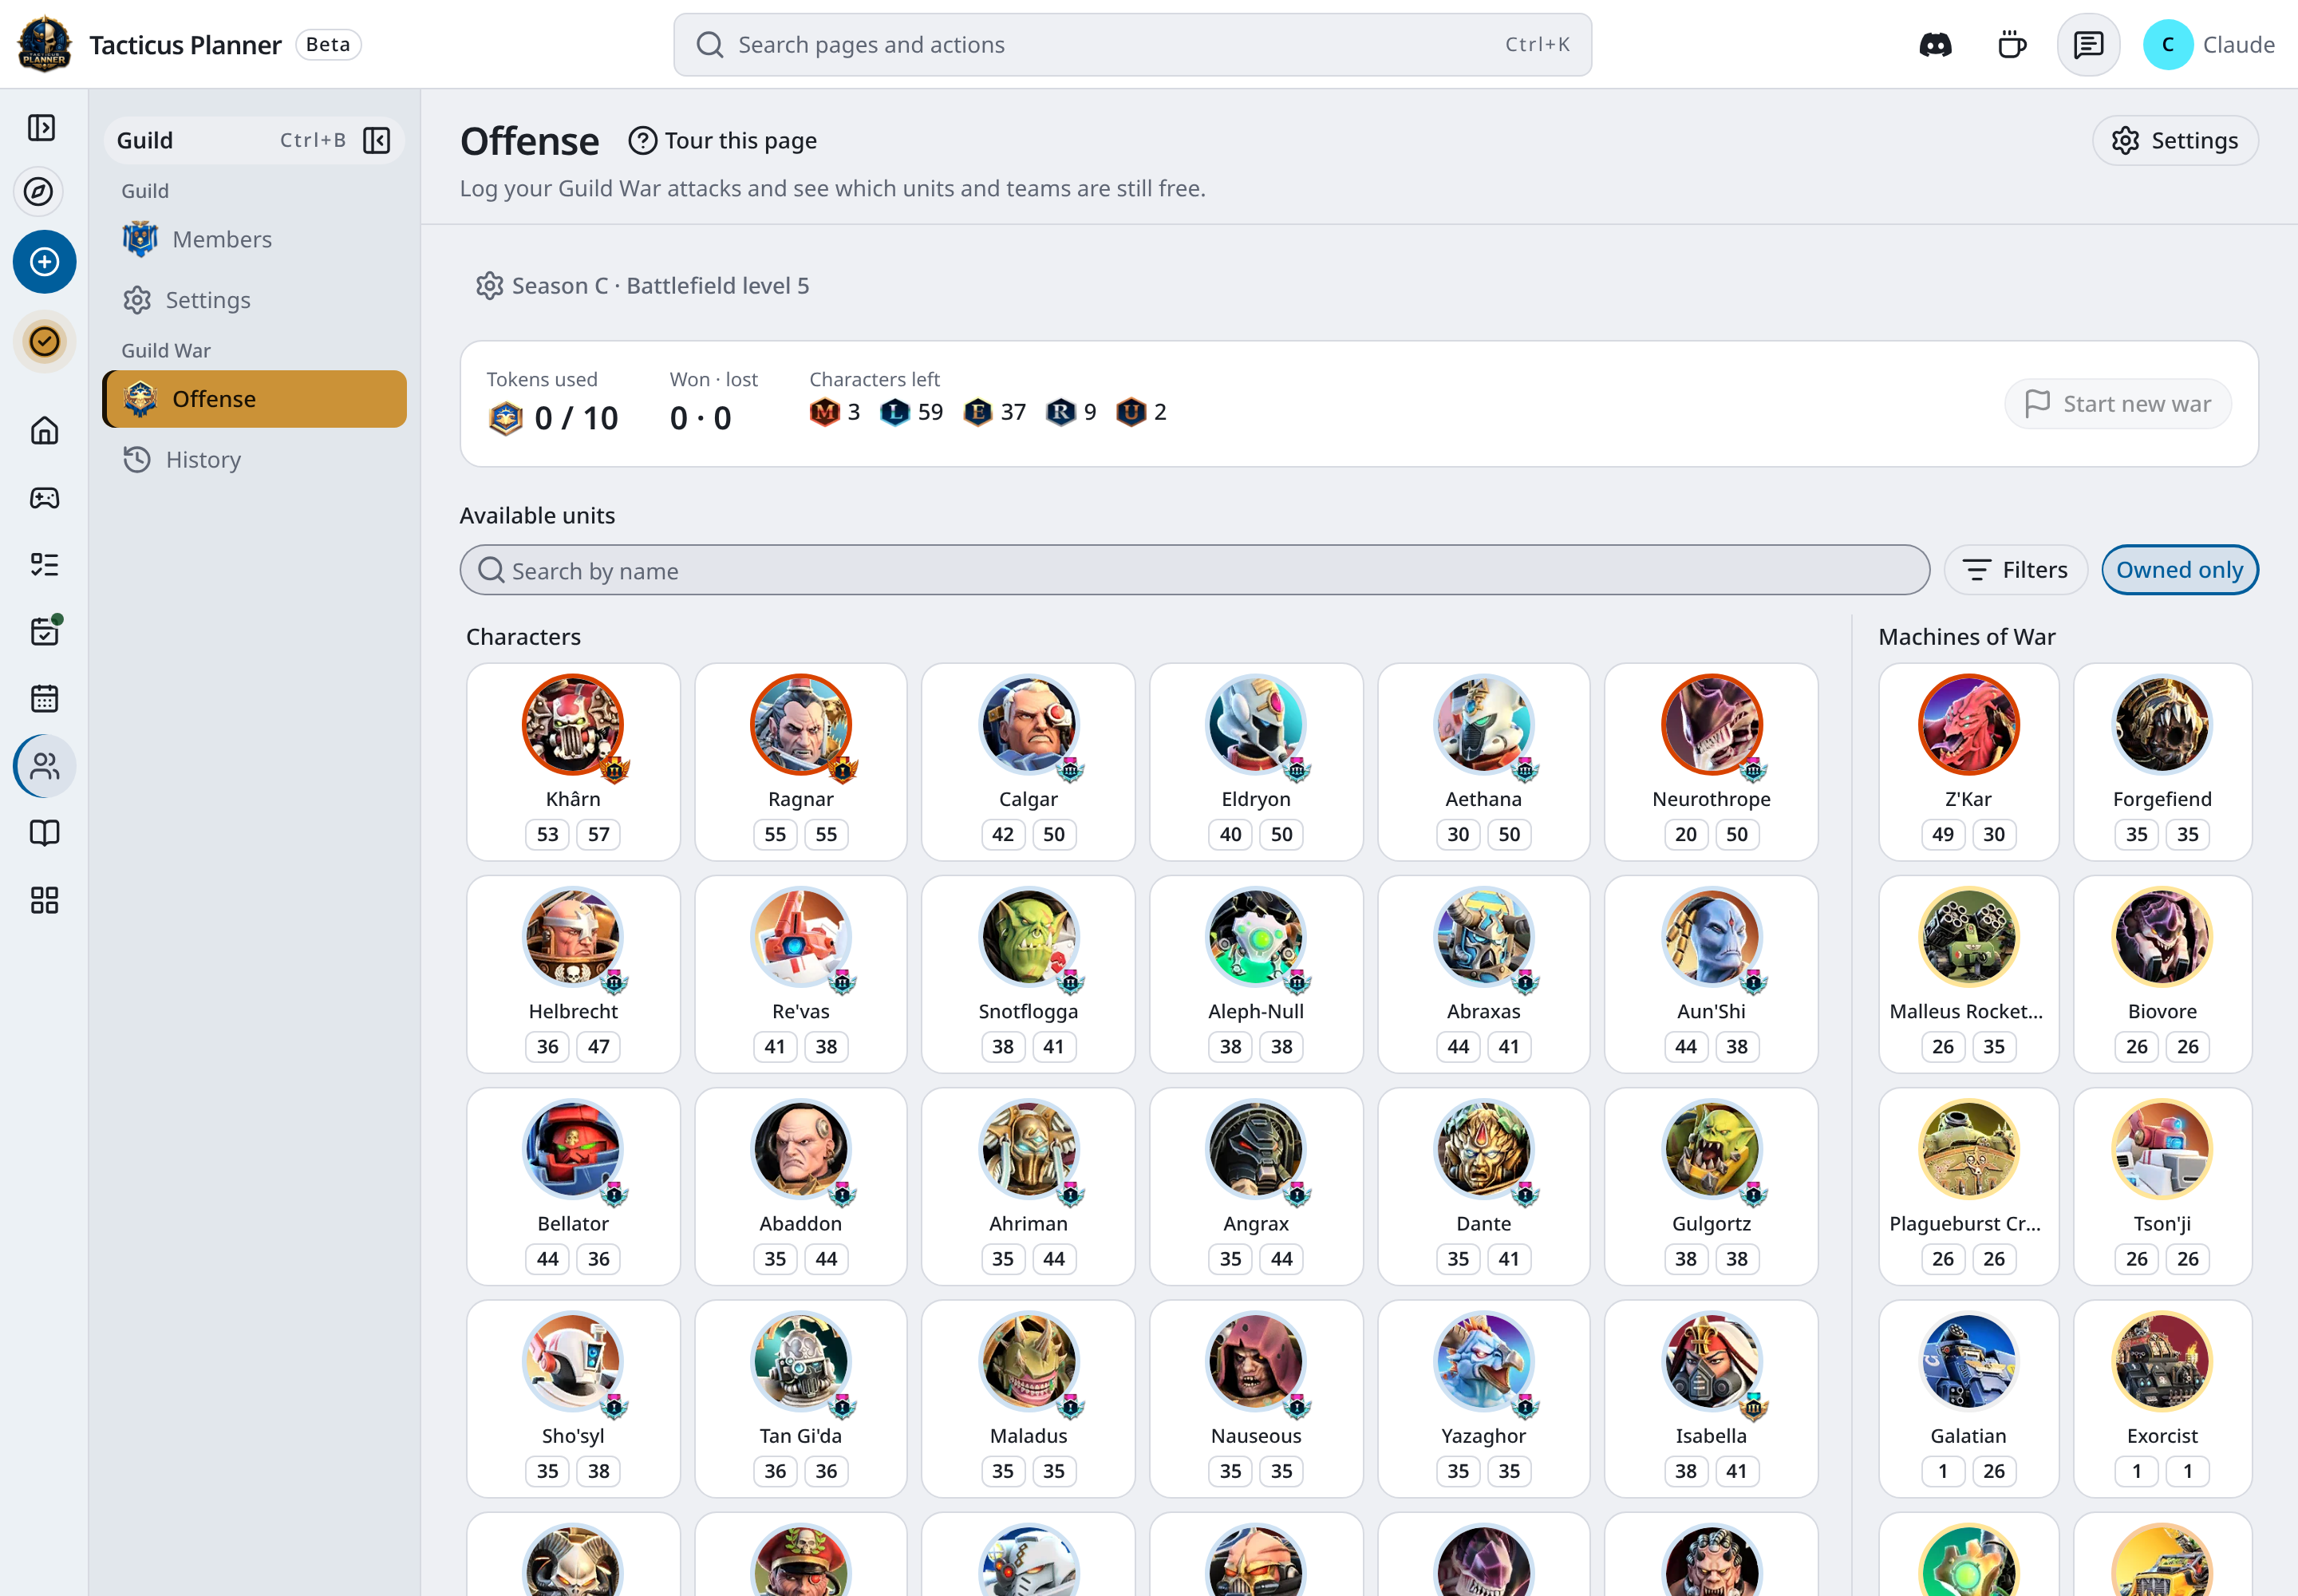 Tacticus Planner
Beta
Search pages and actions
Ctrl+K
C
Claude
Guild
Ctrl+B
Guild
Members
Settings
Guild War
Offense
History
Offense
Tour this page
Settings
Log your Guild War attacks and see which units and teams are still free.
Season C · Battlefield level 5
Tokens used
0 / 10
Won · lost
0 · 0
Characters left
M 3 L 59 E 37 R 9 U 2
Start new war
Available units
Search by name
Filters
Owned only
Characters
Khârn
53 57
Ragnar
55 55
Calgar
42 50
Eldryon
40 50
Aethana
30 50
Neurothrope
20 50
Helbrecht
36 47
Re'vas
41 38
Snotflogga
38 41
Aleph-Null
38 38
Abraxas
44 41
Aun'Shi
44 38
Bellator
44 36
Abaddon
35 44
Ahriman
35 44
Angrax
35 44
Dante
35 41
Gulgortz
38 38
Sho'syl
35 38
Tan Gi'da
36 36
Maladus
35 35
Nauseous
35 35
Yazaghor
35 35
Isabella
38 41
Machines of War
Z'Kar
49 30
Forgefiend
35 35
Malleus Rocket...
26 35
Biovore
26 26
Plagueburst Cr...
26 26
Tson'ji
26 26
Galatian
1 26
Exorcist
1 1